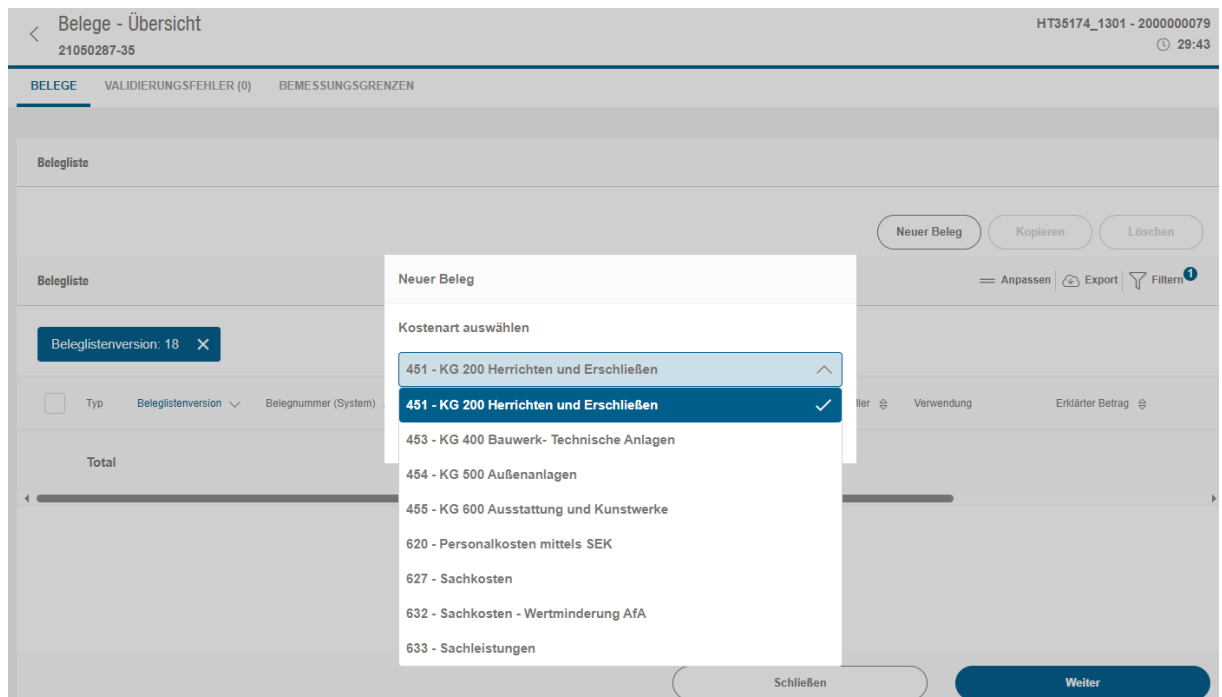 Belege - Übersicht
21050287-35
HT35174_1301 - 2000000079
29:43
BELEGE VALIDIERUNGSFEHLER (0) BEMESSUNGSGRENZEN
Belegliste
Neuer Beleg Kopieren Löschen
Belegliste
Anpassen Export Filtern 1
Beleglistenversion: 18
Typ Beleglistenversion Belegnummer (System) Verwendung Erklärter Betrag
Total
Neuer Beleg
Kostenart auswählen
451 - KG 200 Herrichten und Erschließen
451 - KG 200 Herrichten und Erschließen
453 - KG 400 Bauwerk- Technische Anlagen
454 - KG 500 Außenanlagen
455 - KG 600 Ausstattung und Kunstwerke
620 - Personalkosten mittels SEK
627 - Sachkosten
632 - Sachkosten - Wertminderung AfA
633 - Sachleistungen
Schließen Weiter